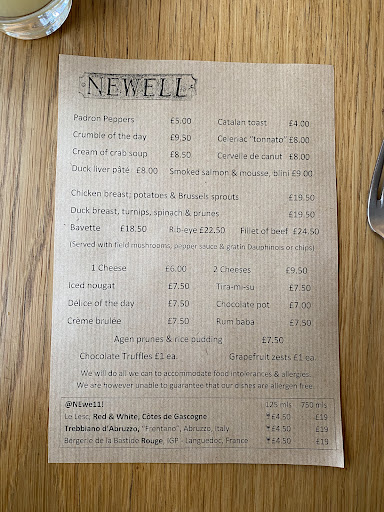 NEWELL
Padron Peppers £5.00 Catalan toast £4.00
Crumble of the day £9.50 Celeriac "tonnato" £8.00
Cream of crab soup £8.50 Cervelle de canut £8.00
Duck liver pâté £8.00 Smoked salmon & mousse, blini £9.00
Chicken breast, potatoes & Brussels sprouts £19.50
Duck breast, turnips, spinach & prunes £19.50
Bavette £18.50 Rib-eye £22.50 Fillet of beef £24.50
(Served with field mushrooms, pepper sauce & gratin Dauphinois or chips)
1 Cheese £6.00 2 Cheeses £9.50
Iced nougat £7.50 Tira-mi-su £7.50
Delice of the day £7.50 Chocolate pot £7.00
Crème brulée £7.50 Rum baba £7.50
Agen prunes & rice pudding £7.50
Chocolate Truffles £1 ea. Grapefruit zests £1 ea.
We will do all we can to accommodate food intolerances & allergies.
We are however unable to guarantee that our dishes are allergen free.
@NEwe11! 125 mls 750 mls
Le Lesc, Red & White, Côtes de Gascogne £4.50 £19
Trebbiano d'Abruzzo, "Frentano", Abruzze, Italy £4.50 £19
Bergerie de la Bastide Rouge, IGP - Languedoc, France £4.50 £19